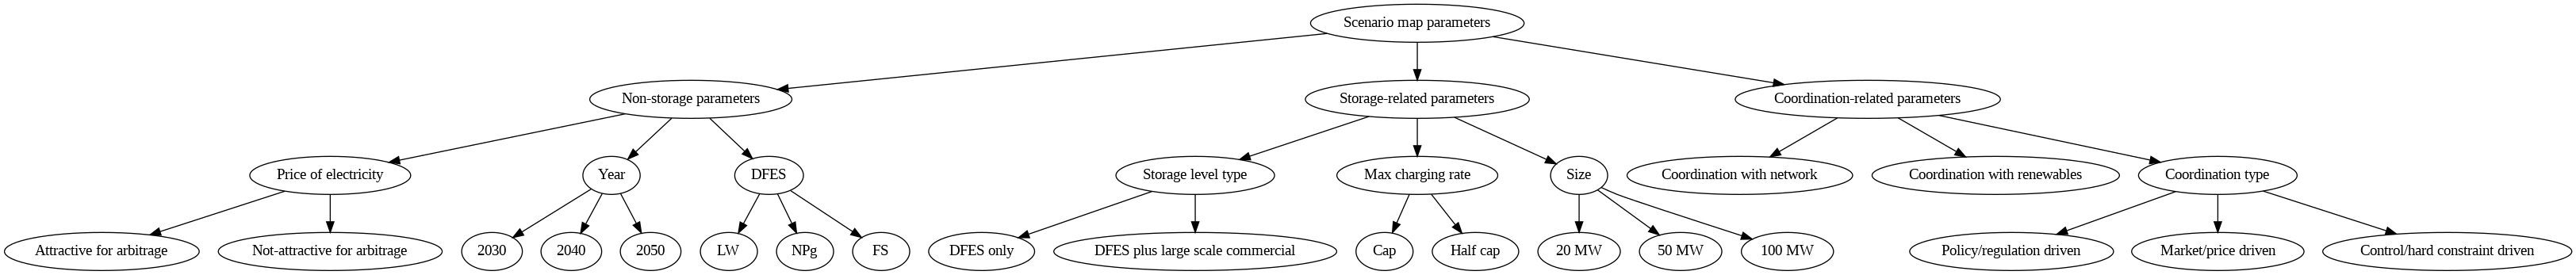 Scenario map parameters
Non-storage parameters
Storage-related parameters
Coordination-related parameters
Price of electricity
Year
DFES
Storage level type
Max charging rate
Size
Coordination with network
Coordination with renewables
Coordination type
Attractive for arbitrage
Not-attractive for arbitrage
2030
2040
2050
LW
NPg
FS
DFES only
DFES plus large scale commercial
Cap
Half cap
20 MW
50 MW
100 MW
Policy/regulation driven
Market/price driven
Control/hard constraint driven